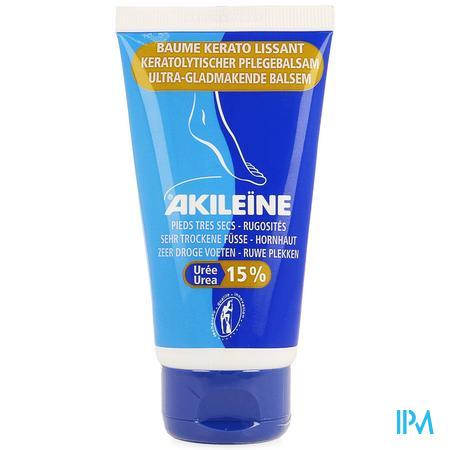 BAUME KERATO LISSANT
KERATOLYTISCHER PFLEGEBALSAM
ULTRA-GLADMAKENDE BALSEM
AKILEÏNE
PIEDS TRES SECS - RUGOSITÉS
SEHR TROCKENE FÜSSE - HORNHAUT
ZEER DROGE VOETEN - RUWE PLEKKEN
Urée
Urea 15%
IPM